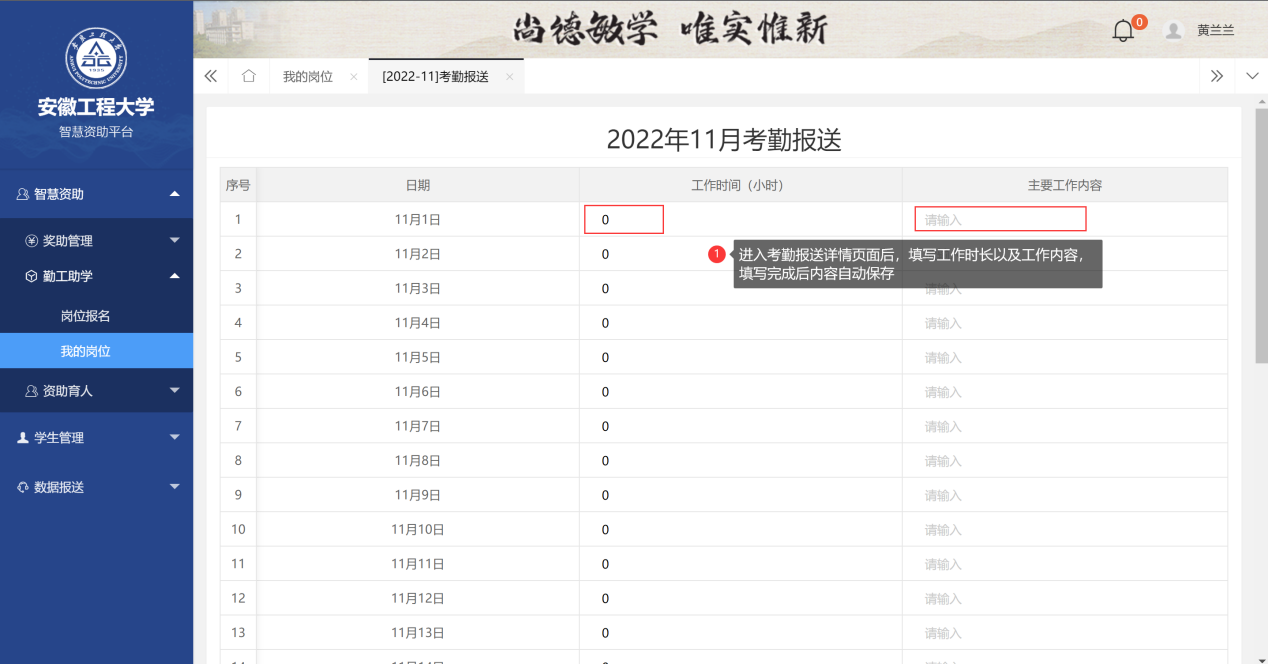 尚德敏学 唯实惟新
0
黄兰兰
安徽工程大学
智慧资助平台
我的岗位
[2022-11]考勤报送
智慧资助
奖助管理
勤工助学
岗位报名
我的岗位
资助育人
学生管理
数据报送
2022年11月考勤报送
序号 日期 工作时间（小时） 主要工作内容
1 11月1日 0 请输入
2 11月2日 0
1 进入考勤报送详情页面后，填写工作时长以及工作内容，
填写完成后内容自动保存
3 11月3日 0 请输入
4 11月4日 0 请输入
5 11月5日 0 请输入
6 11月6日 0 请输入
7 11月7日 0 请输入
8 11月8日 0 请输入
9 11月9日 0 请输入
10 11月10日 0 请输入
11 11月11日 0 请输入
12 11月12日 0 请输入
13 11月13日 0 请输入